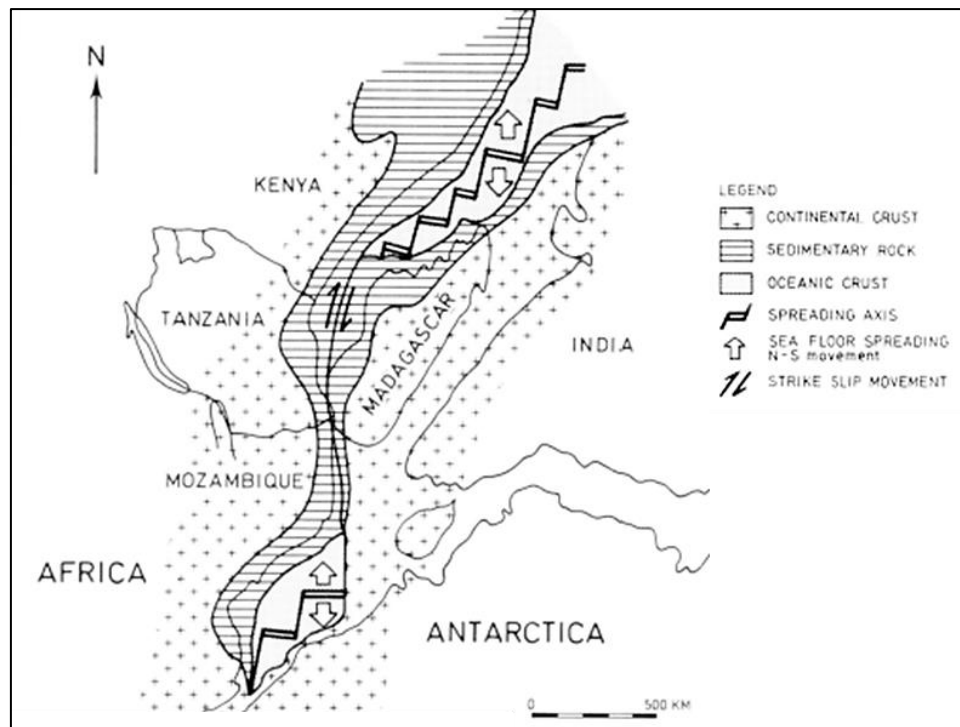 N
KENYA
TANZANIA
MADAGASCAR
INDIA
MOZAMBIQUE
AFRICA
ANTARCTICA
0 500 KM
LEGEND
CONTINENTAL CRUST
SEDIMENTARY ROCK
OCEANIC CRUST
SPREADING AXIS
SEA FLOOR SPREADING
N-S movement
STRIKE SLIP MOVEMENT